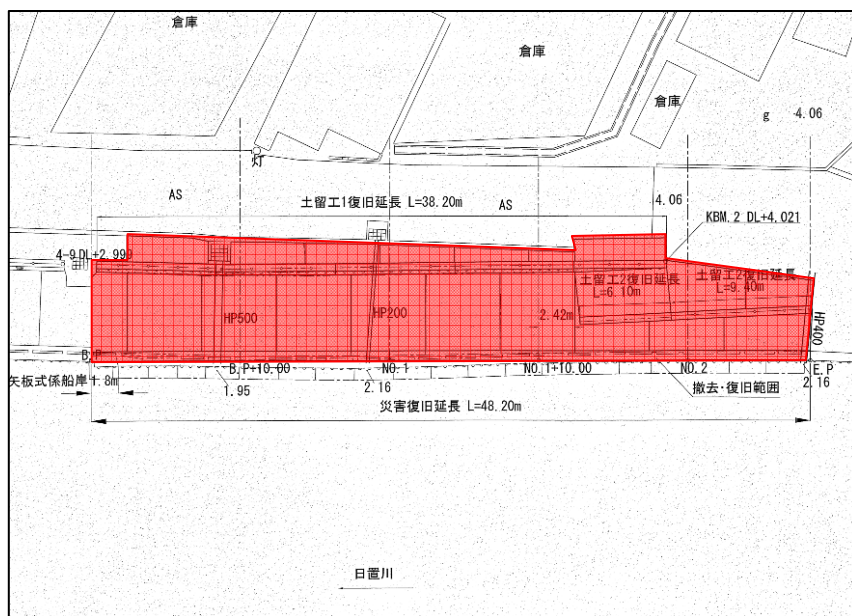 倉庫
倉庫
倉庫
g 4.06
灯
AS
土留工1復旧延長 L=38.20m
AS
4.06
KBM.2 DL+4.021
4-9DL+2.999
土留工2復旧延長
L=6.10m
土留工2復旧延長
L=9.40m
HP500
HP200
2.42m
HP400
B.P
矢板式係船岸
1.8m
B.P+10.00
NO.1
NO.1+10.00
NO.2
E.P
1.95
2.16
撤去・復旧範囲
2.16
災害復旧延長 L=48.20m
日置川